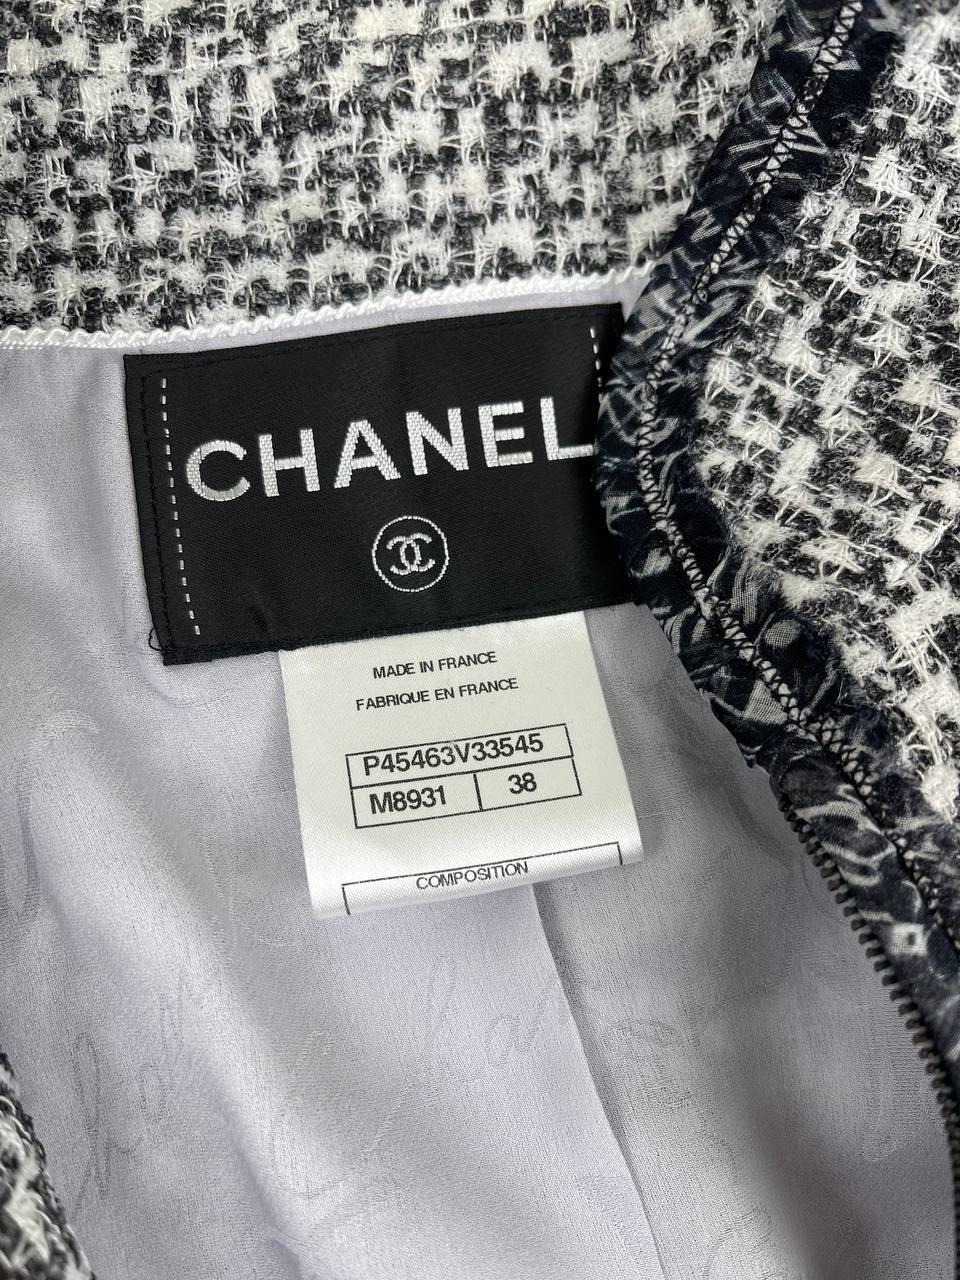 CHANEL
MADE IN FRANCE
FABRIQUE EN FRANCE
P45463V33545
M8931 38
COMPOSITION